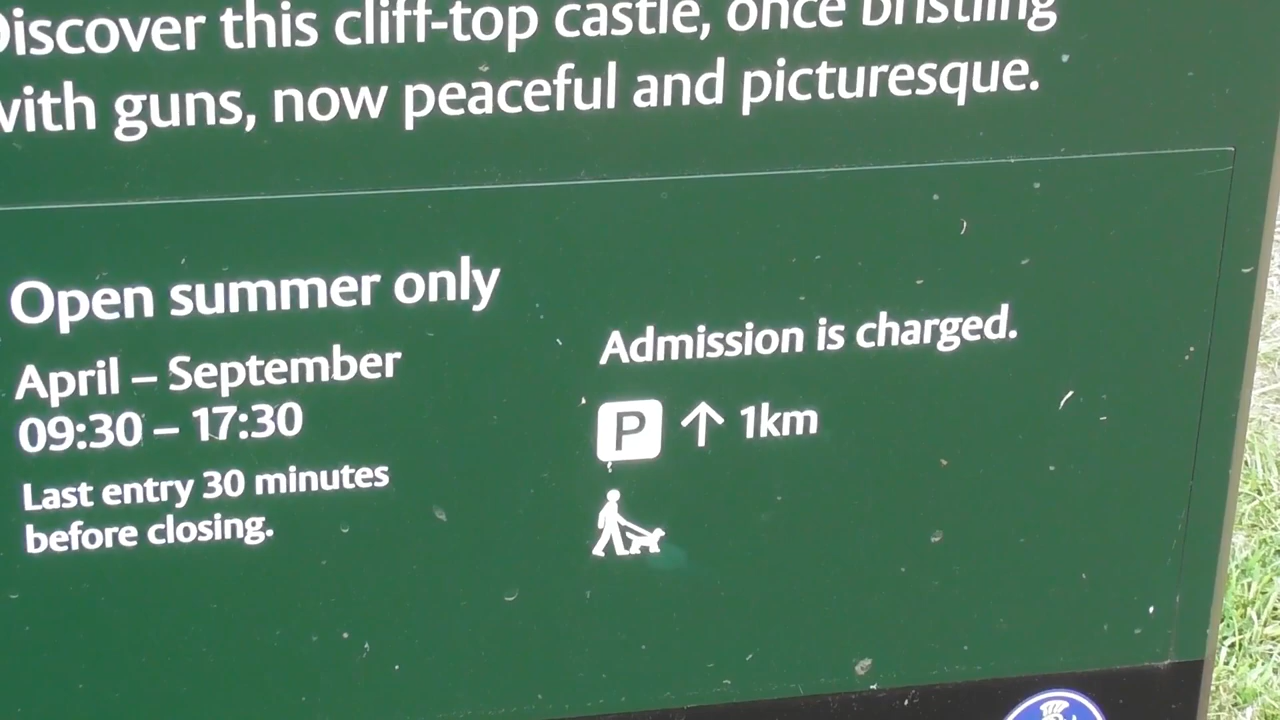 Discover this cliff-top castle, once bristling
with guns, now peaceful and picturesque.
Open summer only
April – September
09:30 – 17:30
Last entry 30 minutes
before closing.
Admission is charged.
P ↑ 1km